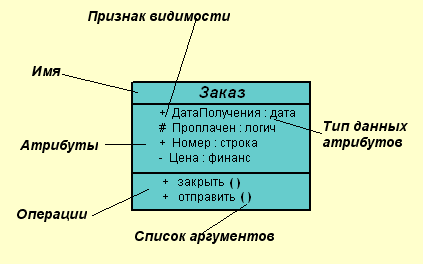 Признак видимости
Имя
Заказ
+/ ДатаПолучения : дата
# Проплачен : логич
+ Номер : строка
- Цена : финанс
Атрибуты
Тип данных
атрибутов
+ закрыть ( )
+ отправить ( )
Операции
Список аргументов